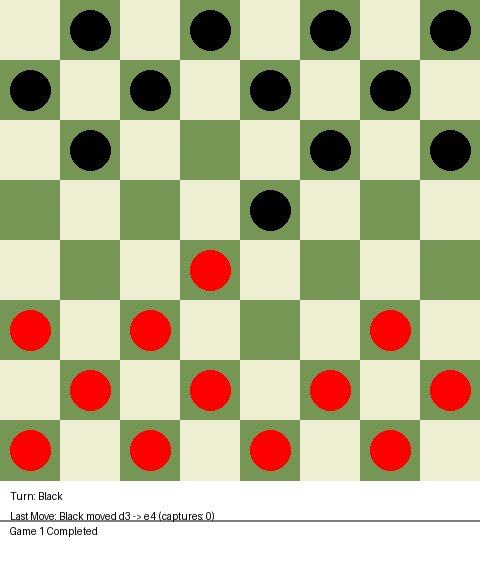 Turn: Black
Last Move: Black moved d3 -> e4 (captures: 0)
Game 1 Completed